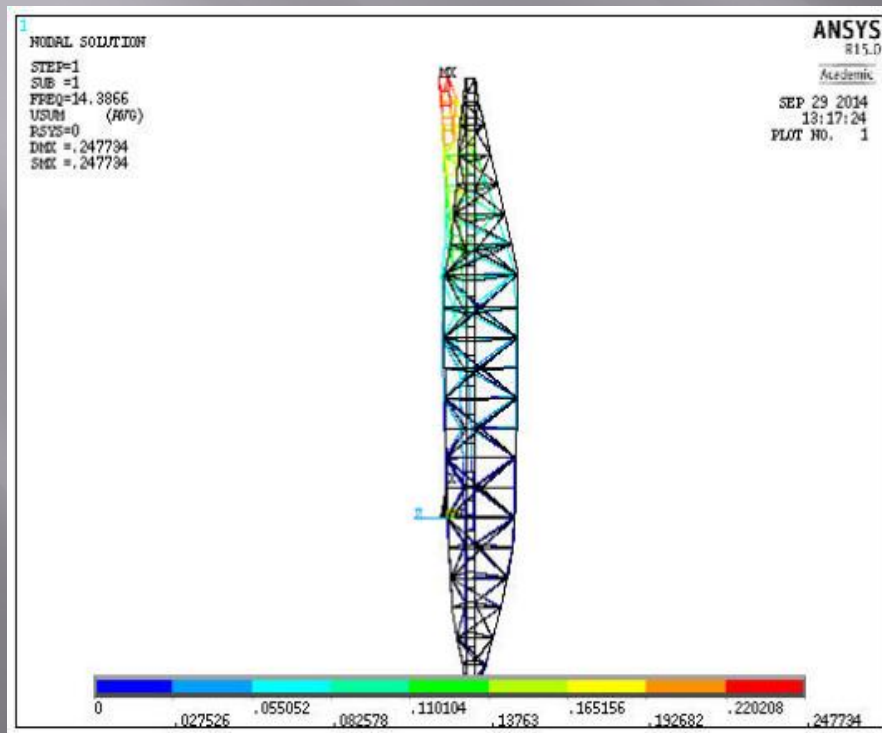 1
NODAL SOLUTION
STEP=1
SUB =1
FREQ=14.3866
USUM (AVG)
RSYS=0
DMX =.247734
SMX =.247734
ANSYS
R15.0
Academic
SEP 29 2014
13:17:24
PLOT NO. 1
MX
Z
0
.027526
.055052
.082578
.110104
.13763
.165156
.192682
.220208
.247734